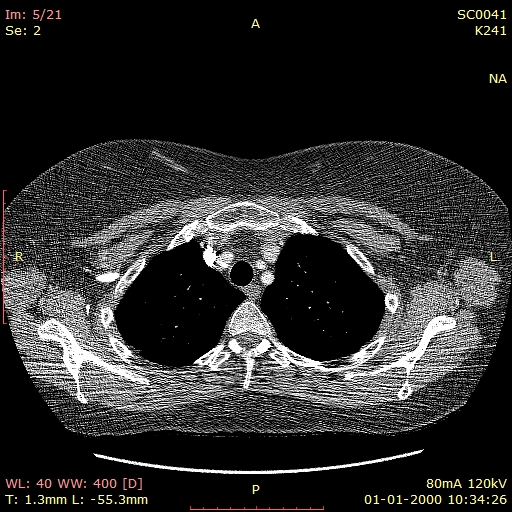 Im: 5/21
Se: 2
A
SC0041
K241
NA
R
L
WL: 40 WW: 400 [D]
T: 1.3mm L: -55.3mm
P
80mA 120kV
01-01-2000 10:34:26